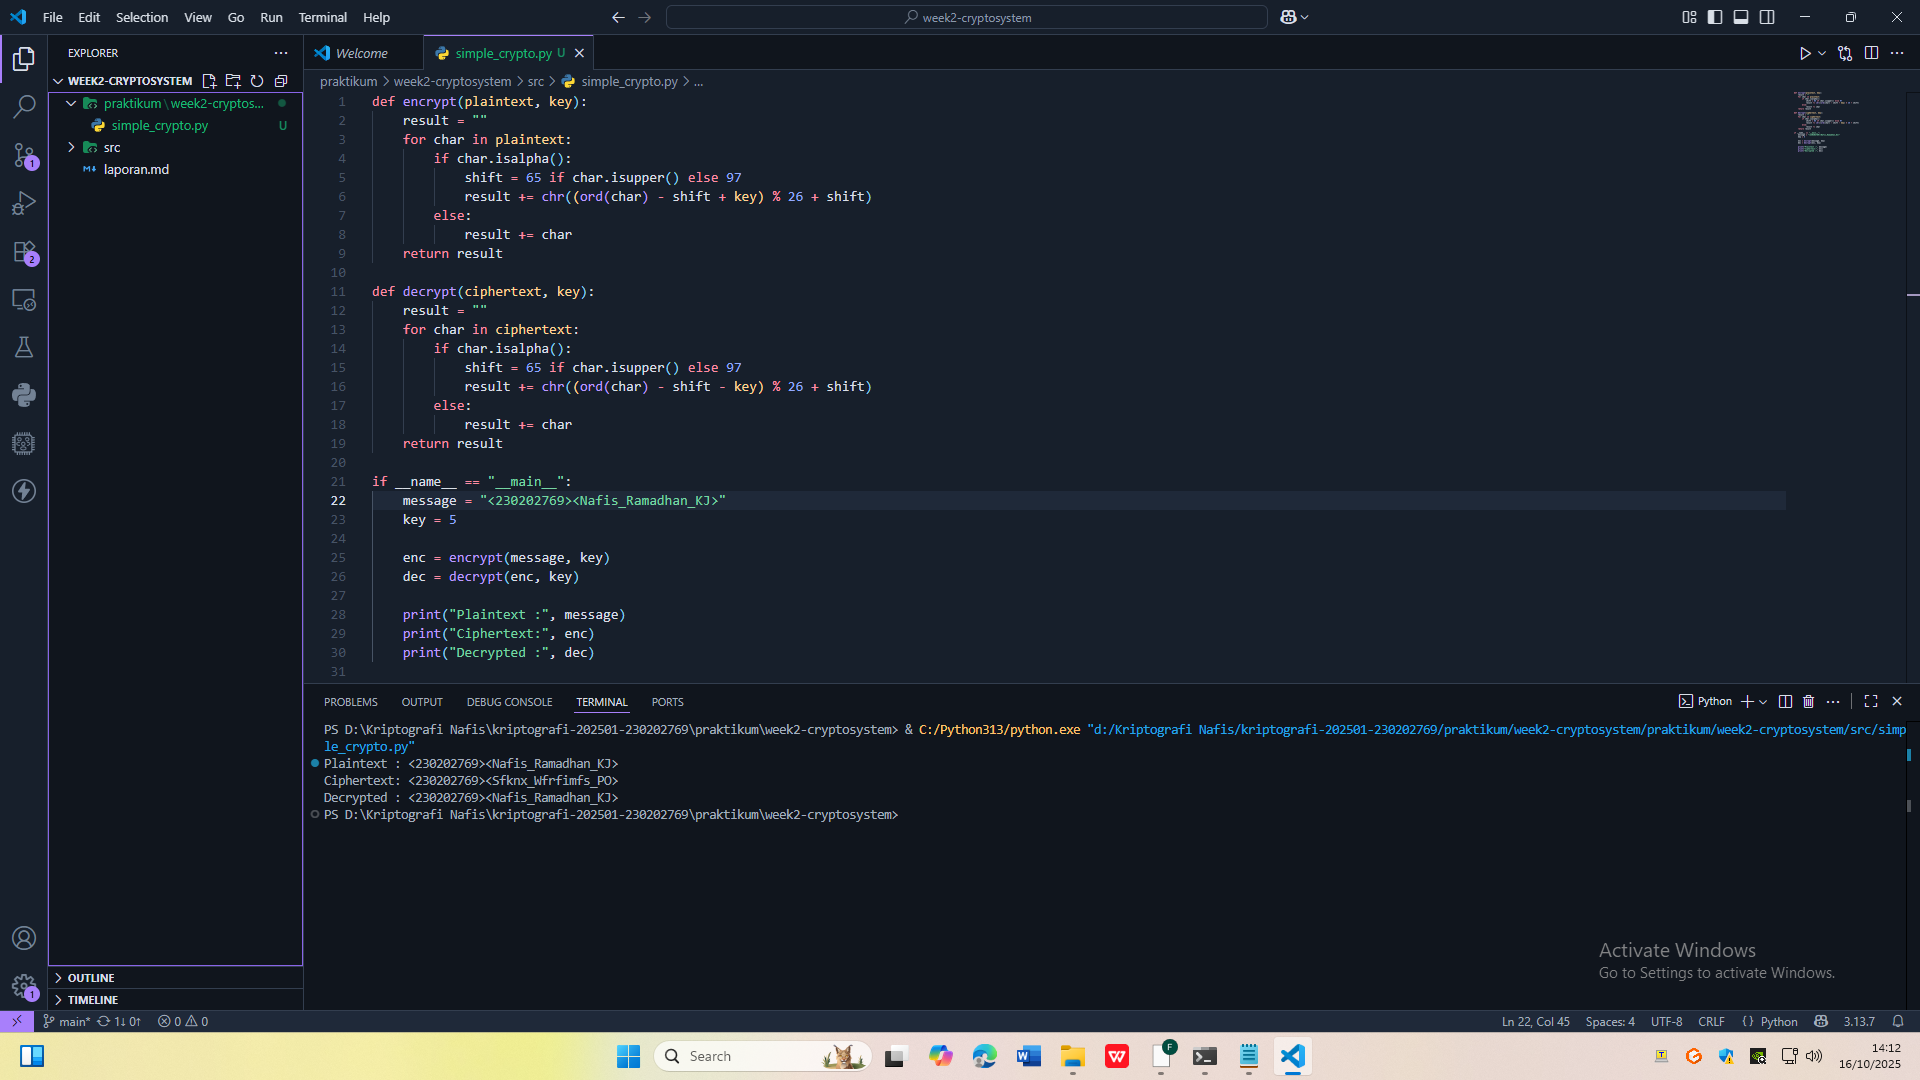 File Edit Selection View Go Run Terminal Help
week2-cryptosystem
EXPLORER
WEEK2-CRYPTOSYSTEM
praktikum\week2-cryptos...
simple_crypto.py U
src
laporan.md
OUTLINE
TIMELINE
Welcome
simple_crypto.py U
praktikum > week2-cryptosystem > src > simple_crypto.py > ...
1 def encrypt(plaintext, key):
2     result = ""
3     for char in plaintext:
4         if char.isalpha():
5             shift = 65 if char.isupper() else 97
6             result += chr((ord(char) - shift + key) % 26 + shift)
7         else:
8             result += char
9     return result
10
11 def decrypt(ciphertext, key):
12     result = ""
13     for char in ciphertext:
14         if char.isalpha():
15             shift = 65 if char.isupper() else 97
16             result += chr((ord(char) - shift - key) % 26 + shift)
17         else:
18             result += char
19     return result
20
21 if __name__ == "__main__":
22     message = "<230202769><Nafis_Ramadhan_KJ>"
23     key = 5
24
25     enc = encrypt(message, key)
26     dec = decrypt(enc, key)
27
28     print("Plaintext :", message)
29     print("Ciphertext:", enc)
30     print("Decrypted :", dec)
31
PROBLEMS OUTPUT DEBUG CONSOLE TERMINAL PORTS
Python
PS D:\Kriptografi Nafis\kriptografi-202501-230202769\praktikum\week2-cryptosystem> & C:/Python313/python.exe "d:/Kriptografi Nafis/kriptografi-202501-230202769/praktikum/week2-cryptosystem/praktikum/week2-cryptosystem/src/simp
le_crypto.py"
Plaintext : <230202769><Nafis_Ramadhan_KJ>
Ciphertext: <230202769><Sfknx_Wfrfimfs_PO>
Decrypted : <230202769><Nafis_Ramadhan_KJ>
PS D:\Kriptografi Nafis\kriptografi-202501-230202769\praktikum\week2-cryptosystem>
Activate Windows
Go to Settings to activate Windows.
main* 1↓ 0↑ 0 0
Ln 22, Col 45 Spaces: 4 UTF-8 CRLF {} Python 3.13.7
Search
14:12
16/10/2025